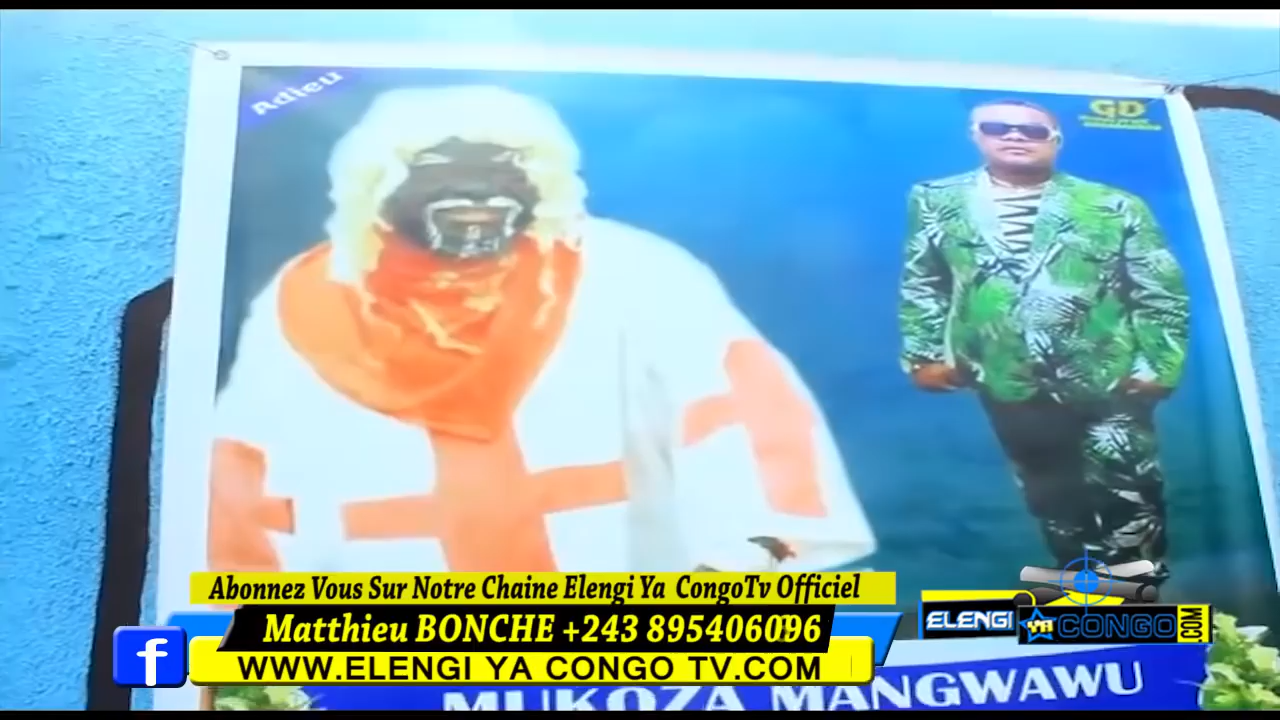 Adieu
GD
Abonnez Vous Sur Notre Chaine Elengi Ya CongoTv Officiel
Matthieu BONCHE +243 895406096
WWW.ELENGI YA CONGO TV.COM
f
ELENGI YA CONGO .COM
MUKOZA MANGWAWU